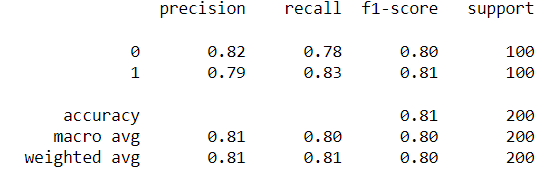 precision recall f1-score support
0 0.82 0.78 0.80 100
1 0.79 0.83 0.81 100
accuracy 0.81 200
macro avg 0.81 0.80 0.80 200
weighted avg 0.81 0.81 0.80 200